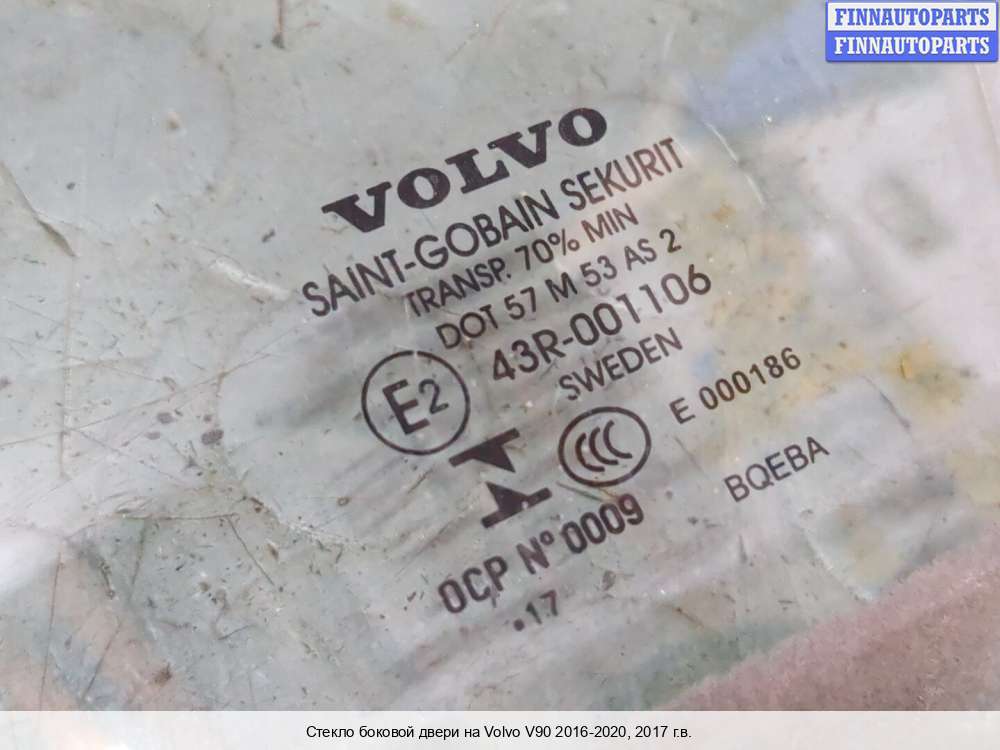 FINNAUTOPARTS
FINNAUTOPARTS
VOLVO
SAINT-GOBAIN SEKURIT
TRANSP. 70% MIN
DOT 57 M 53 AS 2
43R-001106
E2
SWEDEN
CCC
E 000186
BQEBA
OCP N° 0009
.17
Стекло боковой двери на Volvo V90 2016-2020, 2017 г.в.